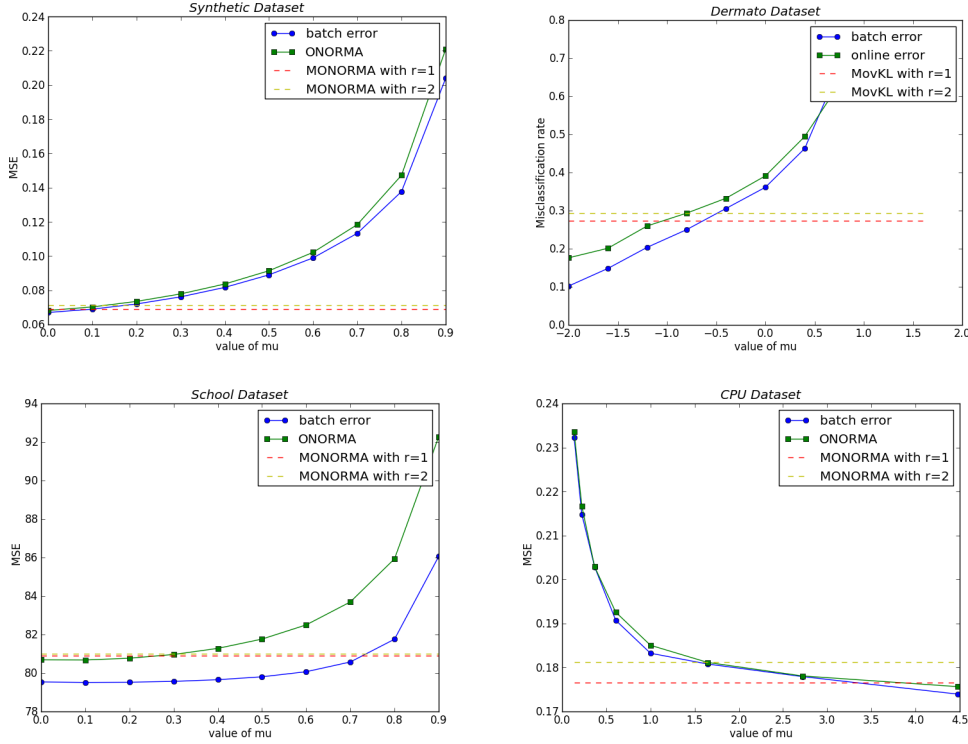 Synthetic Dataset
0.24
0.22
0.20
0.18
0.16
0.14
0.12
0.10
0.08
0.06
MSE
batch error
ONORMA
MONORMA with r=1
MONORMA with r=2
0.0 0.1 0.2 0.3 0.4 0.5 0.6 0.7 0.8 0.9
value of mu
Dermato Dataset
0.8
0.7
0.6
0.5
0.4
0.3
0.2
0.1
0.0
Misclassification rate
batch error
online error
MovKL with r=1
MovKL with r=2
−2.0 −1.5 −1.0 −0.5 0.0 0.5 1.0 1.5 2.0
value of mu
School Dataset
94
92
90
88
86
84
82
80
78
MSE
batch error
ONORMA
MONORMA with r=1
MONORMA with r=2
0.0 0.1 0.2 0.3 0.4 0.5 0.6 0.7 0.8 0.9
value of mu
CPU Dataset
0.24
0.23
0.22
0.21
0.20
0.19
0.18
0.17
MSE
batch error
ONORMA
MONORMA with r=1
MONORMA with r=2
0.0 0.5 1.0 1.5 2.0 2.5 3.0 3.5 4.0 4.5
value of mu